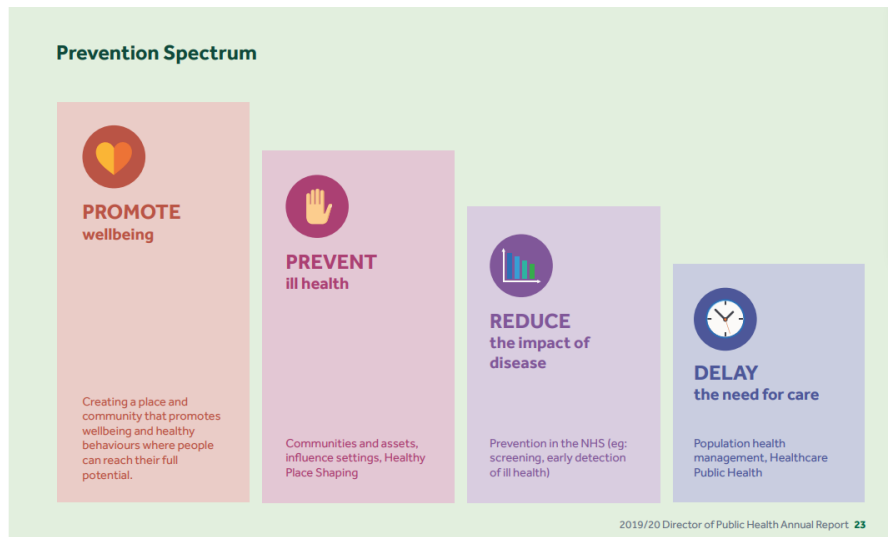 Prevention Spectrum
PROMOTE
wellbeing
Creating a place and
community that promotes
wellbeing and healthy
behaviours where people
can reach their full
potential.
PREVENT
ill health
Communities and assets,
influence settings, Healthy
Place Shaping
REDUCE
the impact of
disease
Prevention in the NHS (eg:
screening, early detection
of ill health)
DELAY
the need for care
Population health
management, Healthcare
Public Health
2019/20 Director of Public Health Annual Report 23